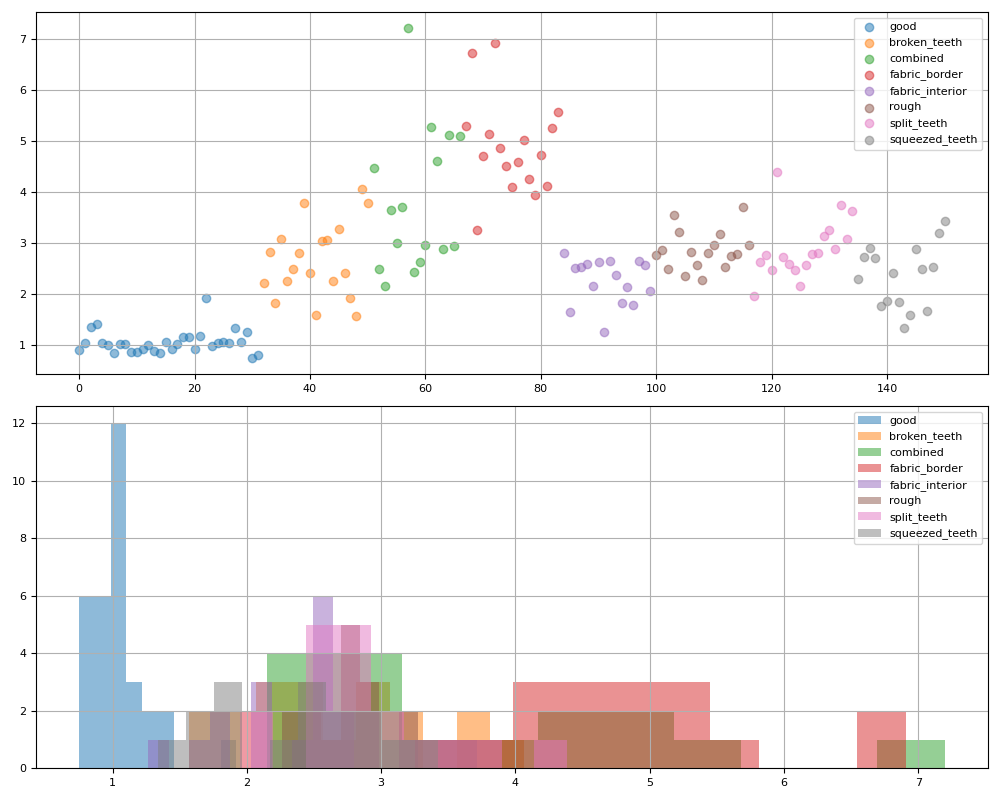 7
6
5
4
3
2
1
good
broken_teeth
combined
fabric_border
fabric_interior
rough
split_teeth
squeezed_teeth
0 20 40 60 80 100 120 140
12
10
8
6
4
2
0
good
broken_teeth
combined
fabric_border
fabric_interior
rough
split_teeth
squeezed_teeth
1 2 3 4 5 6 7